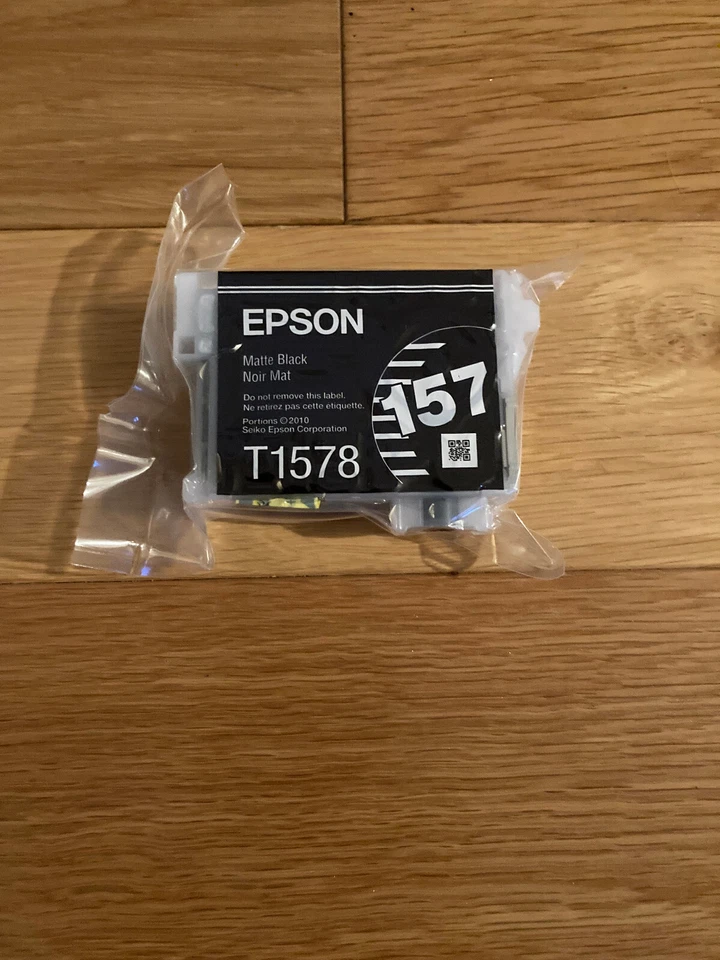 EPSON
Matte Black
Noir Mat
Do not remove this label.
Ne retirez pas cette étiquette.
Portions ©2010
Seiko Epson Corporation
T1578
157